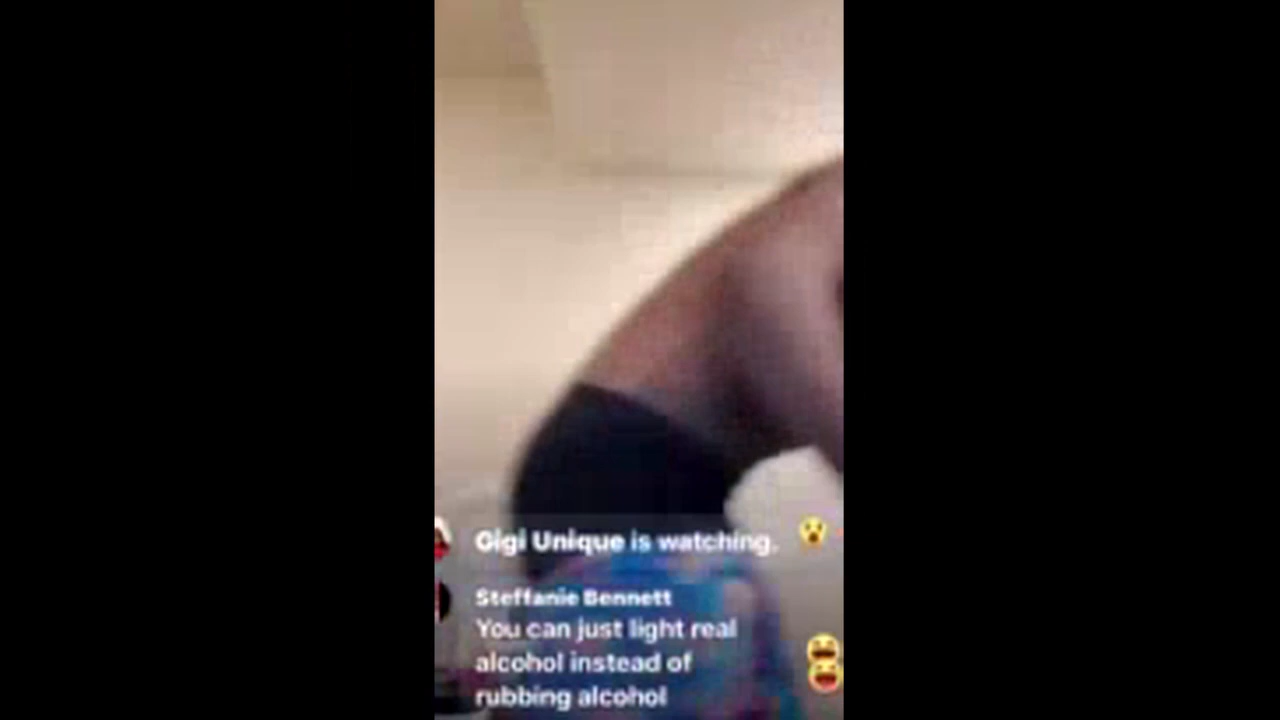 Gigi Unique is watching.
Steffanie Bennett
You can just light real
alcohol instead of
rubbing alcohol